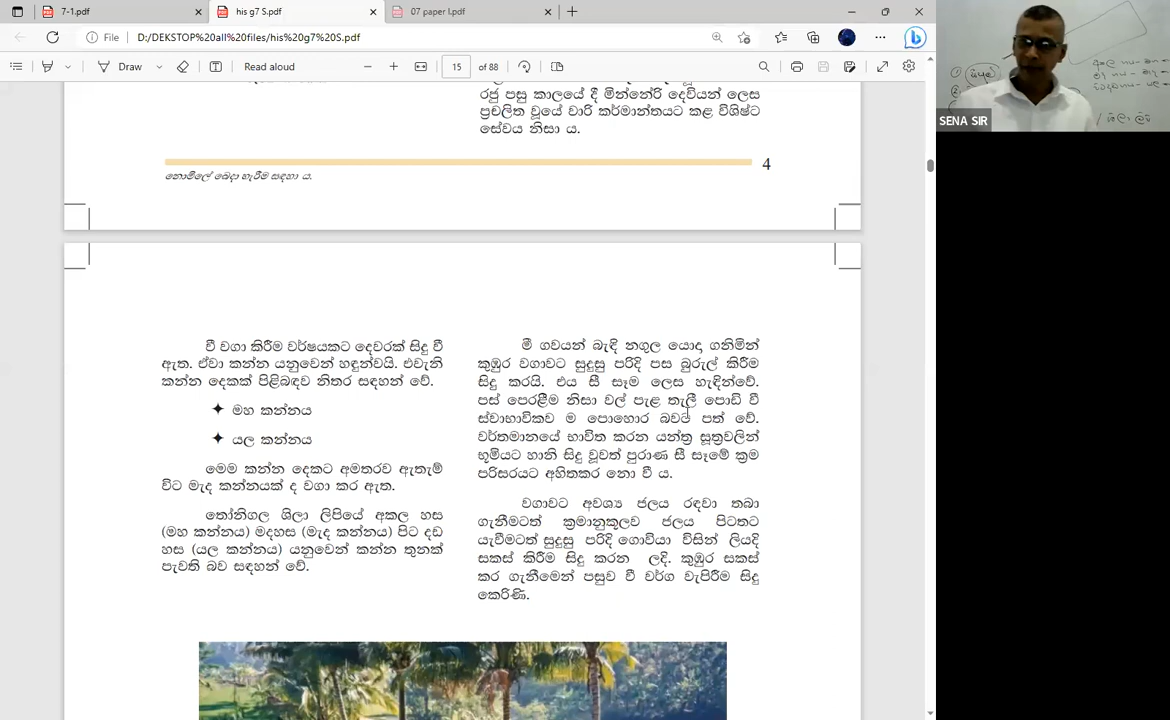 7-1.pdf
his g7 S.pdf
07 paper I.pdf
File
D:/DEKSTOP%20all%20files/his%20g7%20S.pdf
Draw
Read aloud
15
of 88
රජු පසු කාලයේ දී මින්නේරි දෙවියන් ලෙස
ප්‍රචලිත වූයේ වාරි කර්මාන්තයට කළ විශිෂ්ට
සේවය නිසා ය.
නොමිලේ බෙදා හැරීම සඳහා ය.
4
වී වගා කිරීම වර්ෂයකට දෙවරක් සිදු වී
ඇත. ඒවා කන්න යනුවෙන් හඳුන්වයි. එවැනි
කන්න දෙකක් පිළිබඳව නිතර සඳහන් වේ.
✦ මහ කන්නය
✦ යල කන්නය
මෙම කන්න දෙකට අමතරව ඇතැම්
විට මැද කන්නයක් ද වගා කර ඇත.
තෝනිගල ශිලා ලිපියේ අකල හස
(මහ කන්නය) මදහස (මැද කන්නය) පිට දඩ
හස (යල කන්නය) යනුවෙන් කන්න තුනක්
පැවති බව සඳහන් වේ.
මී ගවයන් බැඳි නගුල යොදා ගනිමින්
කුඹුර වගාවට සුදුසු පරිදි පස බුරුල් කිරීම
සිදු කරයි. එය සී සෑම ලෙස හැඳින්වේ.
පස් පෙරළීම නිසා වල් පැළ තැලී පොඩි වී
ස්වාභාවිකව ම පොහොර බවට පත් වේ.
වර්තමානයේ භාවිත කරන යන්ත්‍ර සූත්‍රවලින්
භූමියට හානි සිදු වූවත් පුරාණ සී සෑමේ ක්‍රම
පරිසරයට අහිතකර නො වී ය.
වගාවට අවශ්‍ය ජලය රඳවා තබා
ගැනීමටත් ක්‍රමානුකූලව ජලය පිටතට
යැවීමටත් සුදුසු පරිදි ගොවියා විසින් ලියදි
සකස් කිරීම සිදු කරන ලදි. කුඹුර සකස්
කර ගැනීමෙන් පසුව වී වර්ග වැපිරීම සිදු
කෙරිණි.
SENA SIR